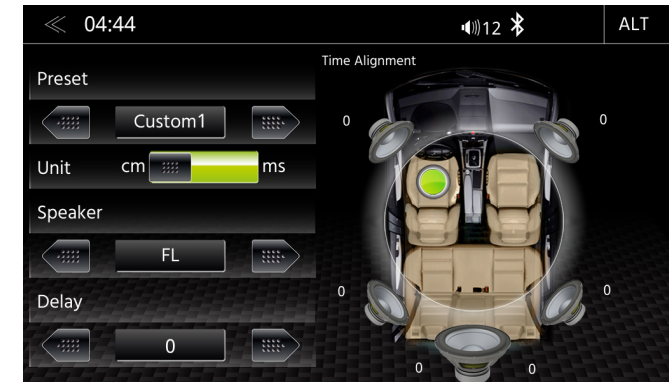 04:44
12
ALT
Time Alignment
Preset
Custom1
0
0
Unit cm ms
Speaker
FL
Delay
0
0
0
0
0